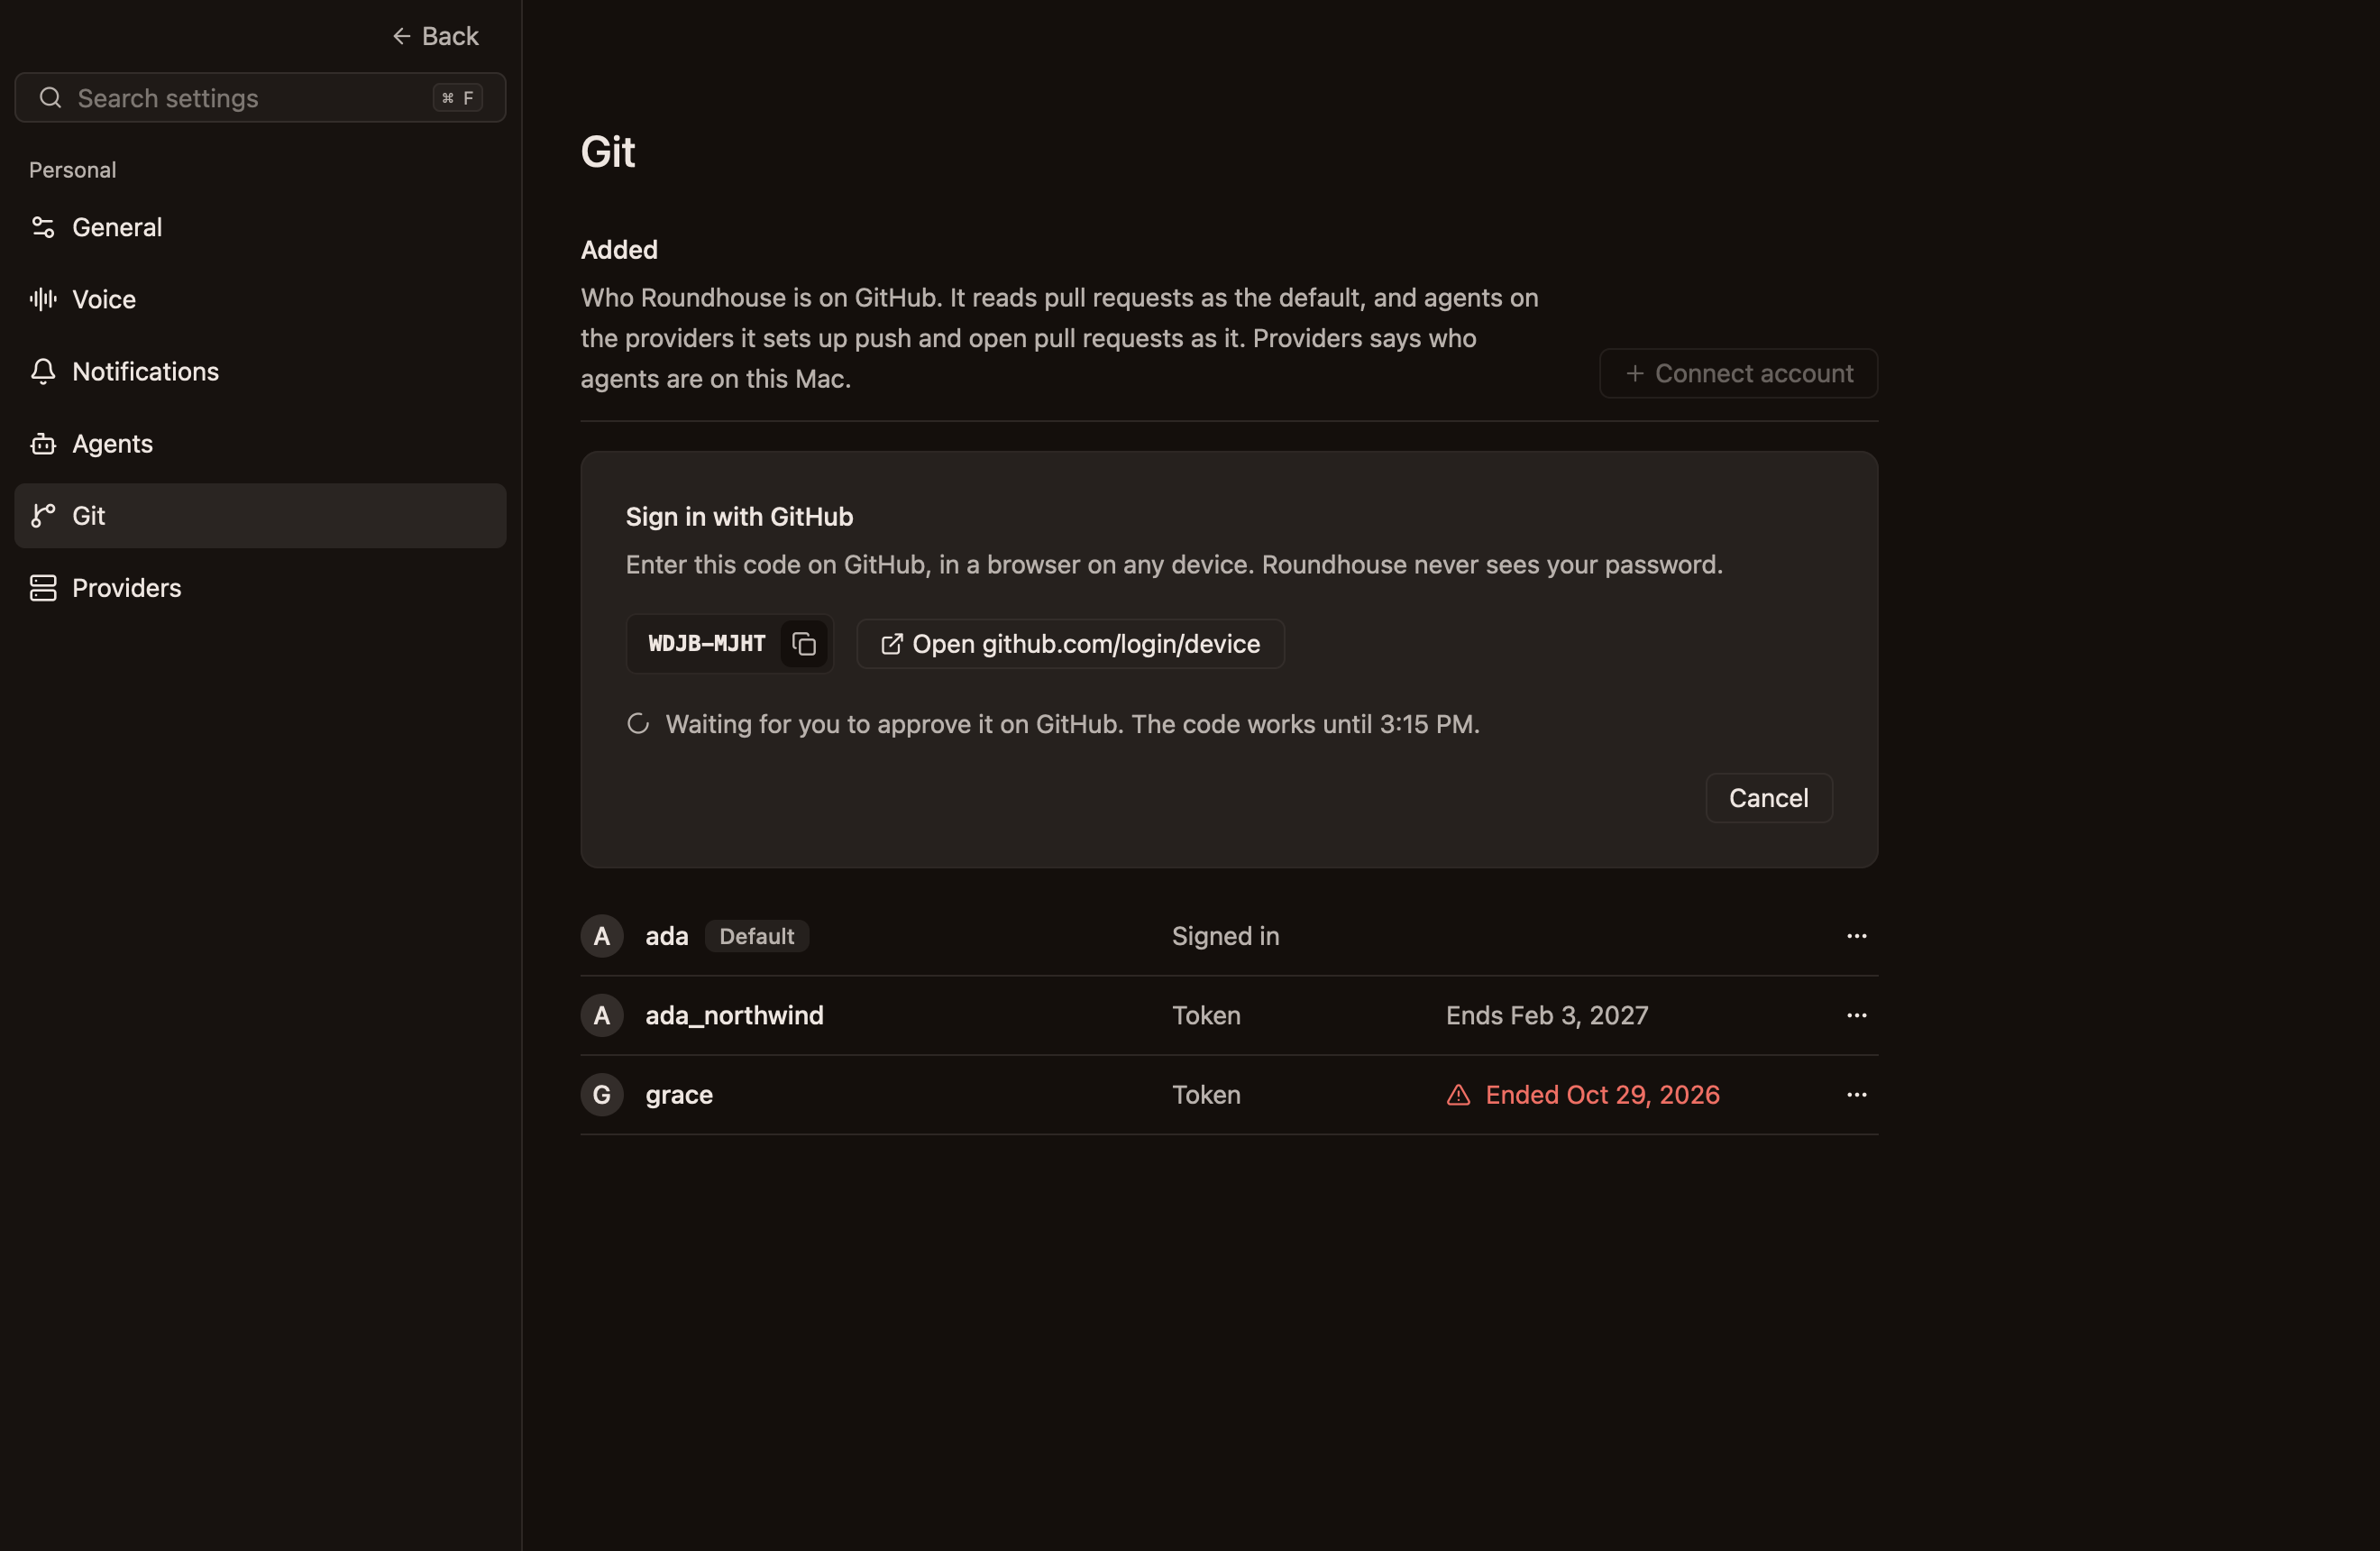 Back
Search settings
⌘ F
Personal
General
Voice
Notifications
Agents
Git
Providers
Git
Added
Who Roundhouse is on GitHub. It reads pull requests as the default, and agents on
the providers it sets up push and open pull requests as it. Providers says who
agents are on this Mac.
Connect account
Sign in with GitHub
Enter this code on GitHub, in a browser on any device. Roundhouse never sees your password.
WDJB-MJHT
Open github.com/login/device
Waiting for you to approve it on GitHub. The code works until 3:15 PM.
Cancel
A ada Default Signed in
A ada_northwind Token Ends Feb 3, 2027
G grace Token Ended Oct 29, 2026